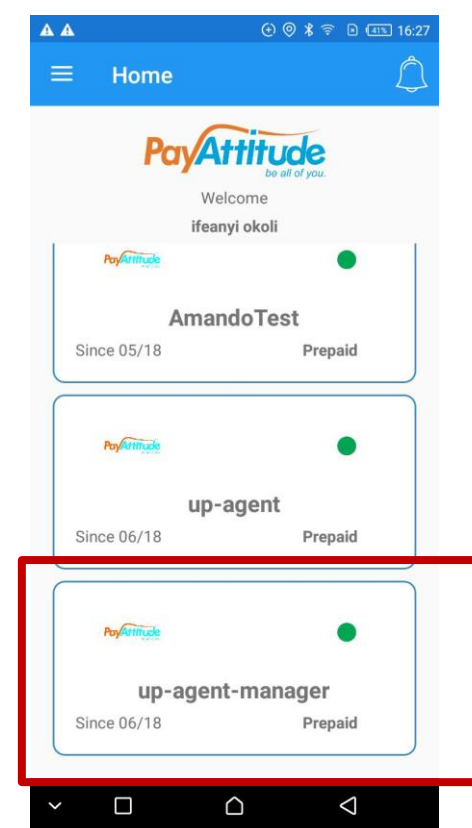 41% 16:27
Home
PayAttitude
be all of you.
Welcome
ifeanyi okoli
PayAttitude
AmandoTest
Since 05/18 Prepaid
PayAttitude
up-agent
Since 06/18 Prepaid
PayAttitude
up-agent-manager
Since 06/18 Prepaid